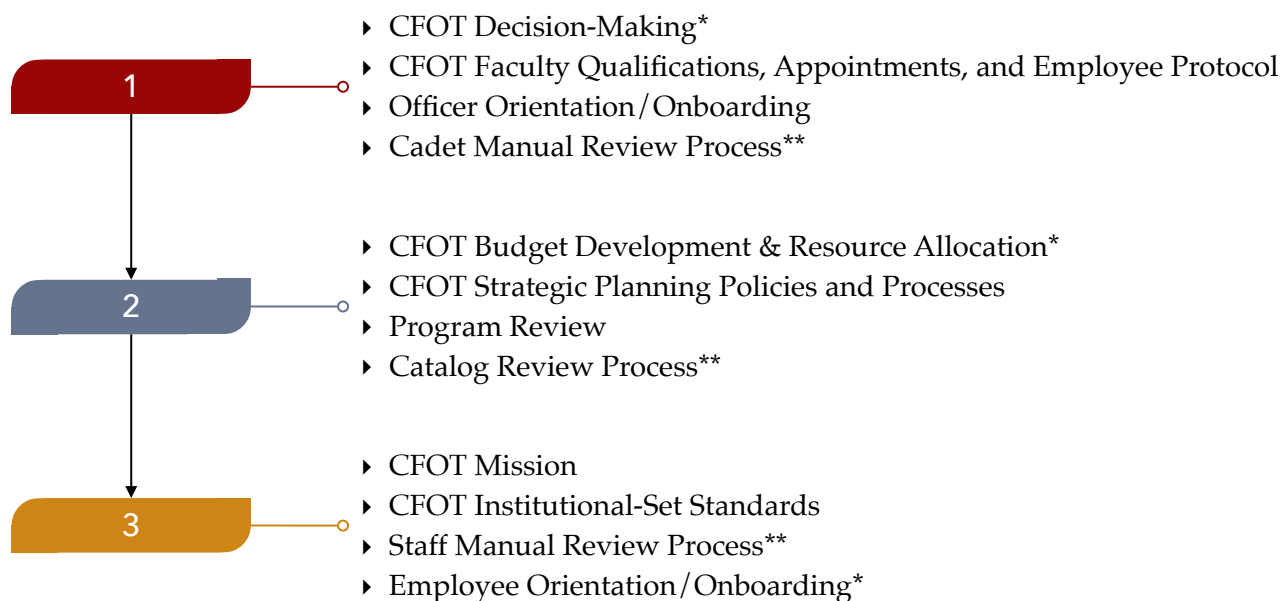 1
‣ CFOT Decision-Making*
‣ CFOT Faculty Qualifications, Appointments, and Employee Protocol
‣ Officer Orientation/Onboarding
‣ Cadet Manual Review Process**
2
‣ CFOT Budget Development & Resource Allocation*
‣ CFOT Strategic Planning Policies and Processes
‣ Program Review
‣ Catalog Review Process**
3
‣ CFOT Mission
‣ CFOT Institutional-Set Standards
‣ Staff Manual Review Process**
‣ Employee Orientation/Onboarding*